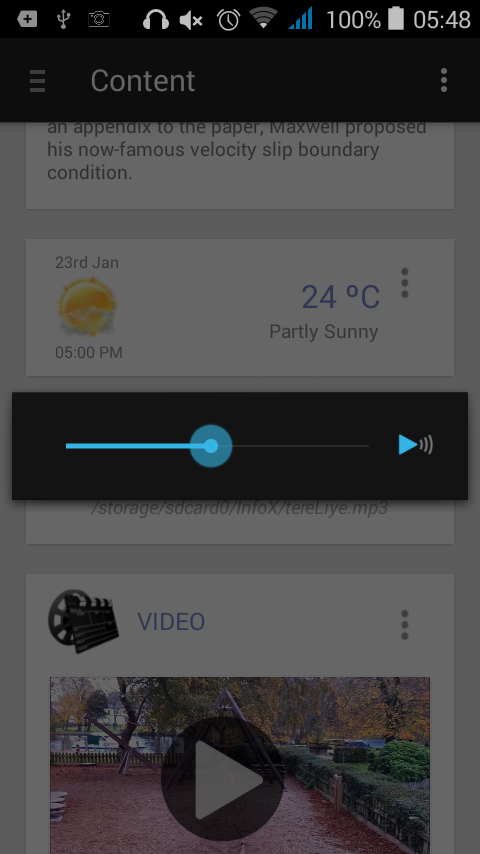 100% 05:48
Content
an appendix to the paper, Maxwell proposed
his now-famous velocity slip boundary
condition.
23rd Jan
24 ºC
Partly Sunny
05:00 PM
/storage/sdcard0/InfoX/tereLiye.mp3
VIDEO